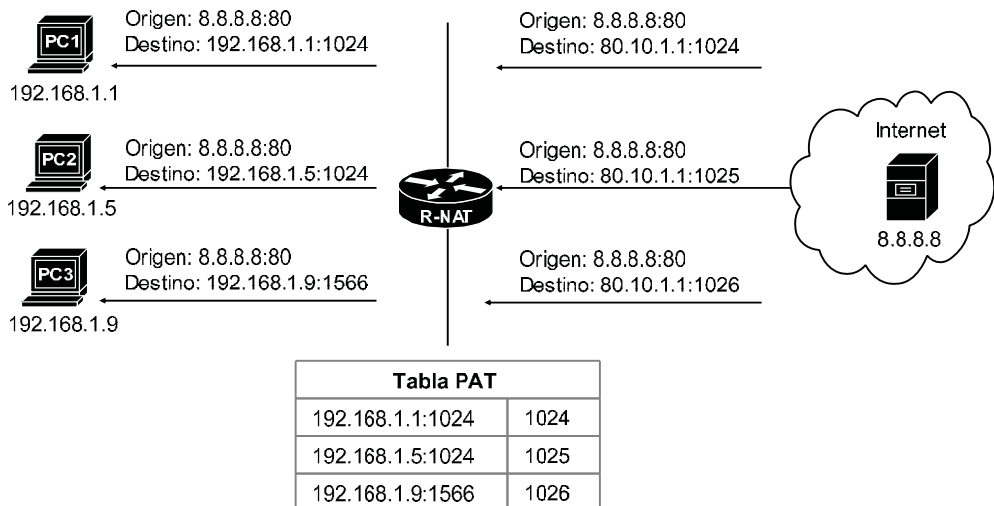 PC1
192.168.1.1
Origen: 8.8.8.8:80
Destino: 192.168.1.1:1024
Origen: 8.8.8.8:80
Destino: 80.10.1.1:1024
PC2
192.168.1.5
Origen: 8.8.8.8:80
Destino: 192.168.1.5:1024
R-NAT
Origen: 8.8.8.8:80
Destino: 80.10.1.1:1025
Internet
8.8.8.8
PC3
192.168.1.9
Origen: 8.8.8.8:80
Destino: 192.168.1.9:1566
Origen: 8.8.8.8:80
Destino: 80.10.1.1:1026
Tabla PAT
192.168.1.1:1024 1024
192.168.1.5:1024 1025
192.168.1.9:1566 1026